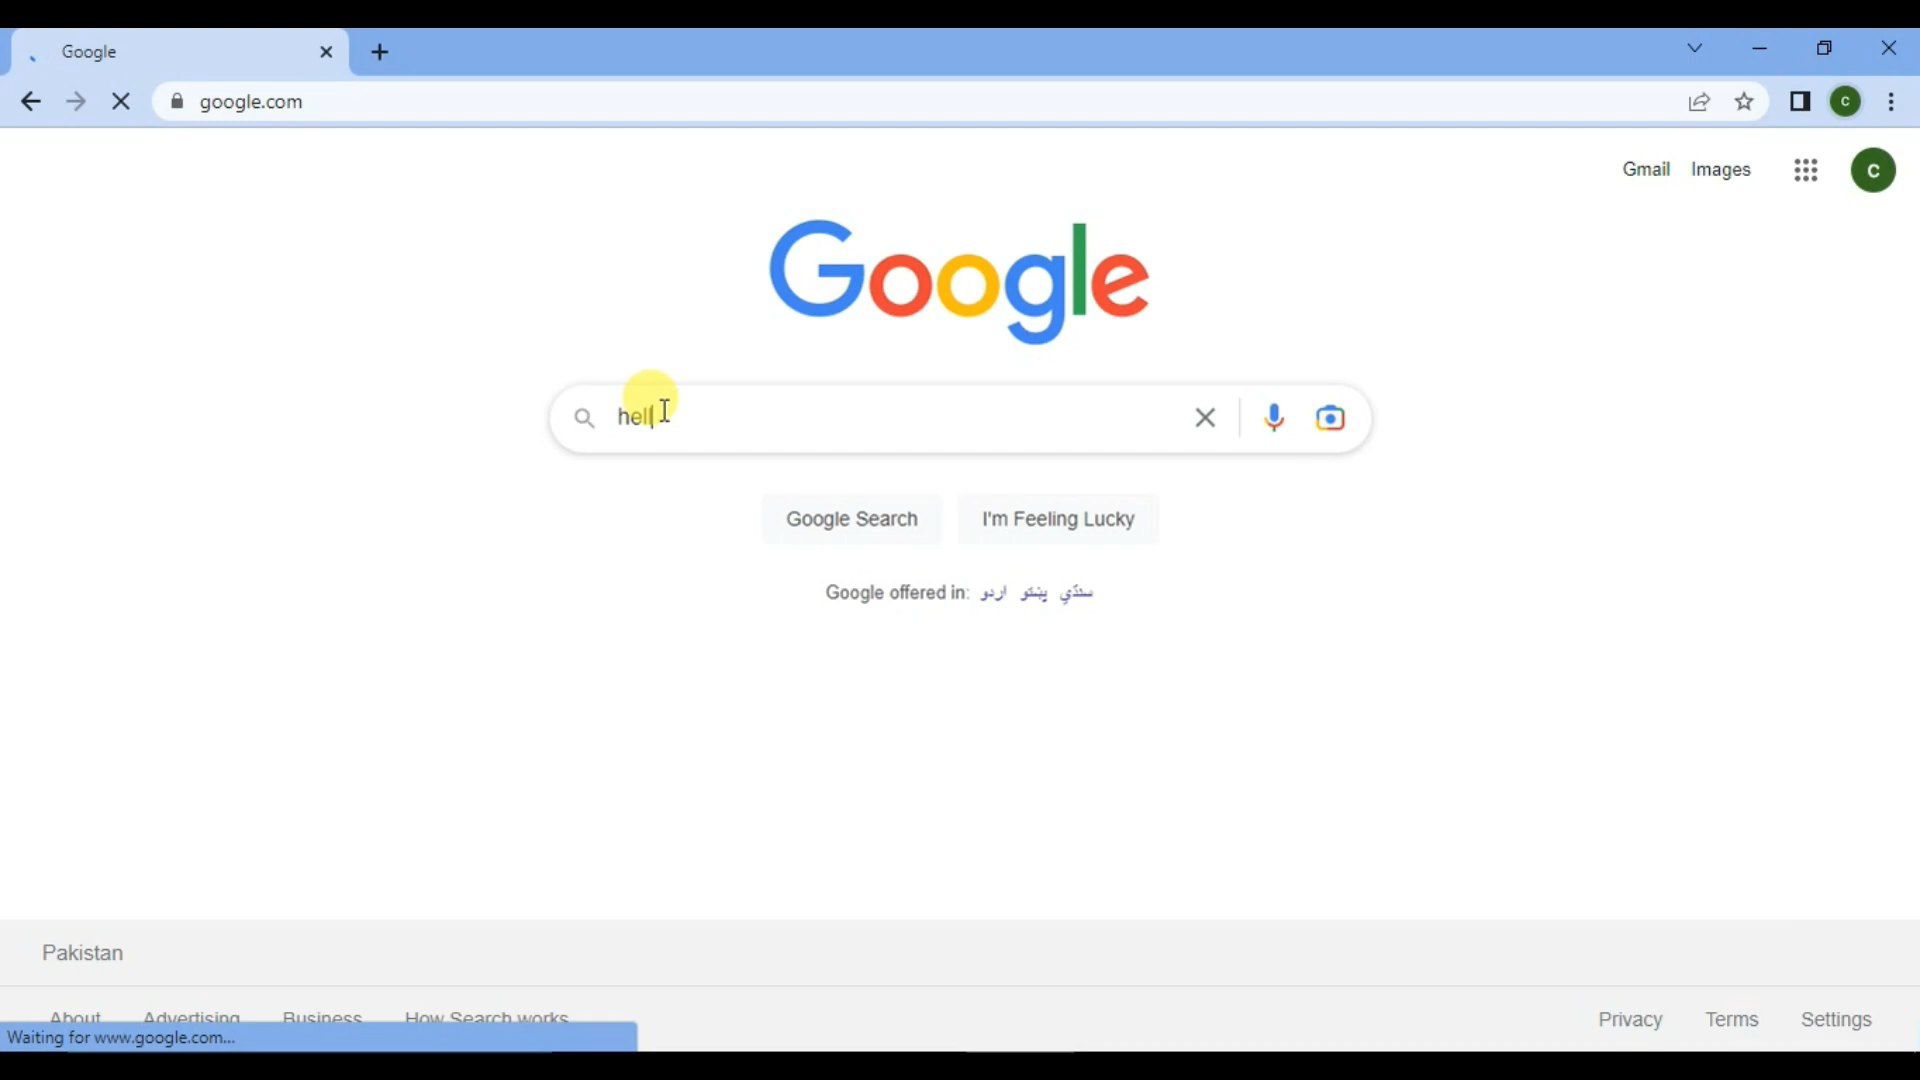 Google
google.com
Gmail Images
C
C
Google
hell
Google Search I'm Feeling Lucky
Google offered in: اردو پښتو سنڌي
Pakistan
About Advertising Business How Search works Privacy Terms Settings
Waiting for www.google.com...